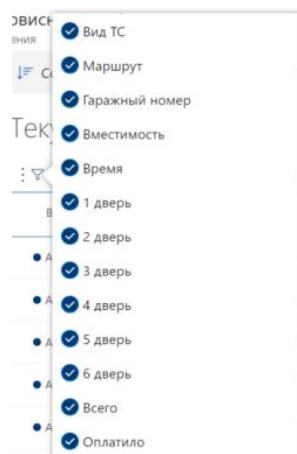 Вид ТС
Маршрут
Гаражный номер
Вместимость
Время
1 дверь
2 дверь
3 дверь
4 дверь
5 дверь
6 дверь
Всего
Оплатило